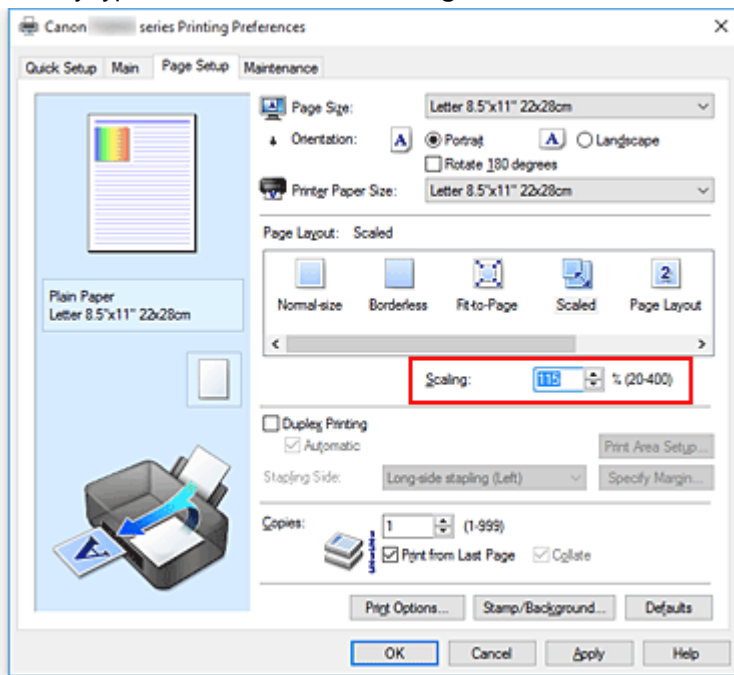 Canon series Printing Preferences
Quick Setup Main Page Setup Maintenance
Page Size: Letter 8.5"x11" 22x28cm
Orientation: A Portrait A Landscape
Rotate 180 degrees
Printer Paper Size: Letter 8.5"x11" 22x28cm
Page Layout: Scaled
Normal-size Borderless Fit-to-Page Scaled Page Layout
Plain Paper
Letter 8.5"x11" 22x28cm
Scaling: 115 % (20-400)
Duplex Printing
Automatic
Print Area Setup...
Stapling Side: Long-side stapling (Left) Specify Margin...
Copies: 1 (1-999)
Print from Last Page Collate
Print Options... Stamp/Background... Defaults
OK Cancel Apply Help